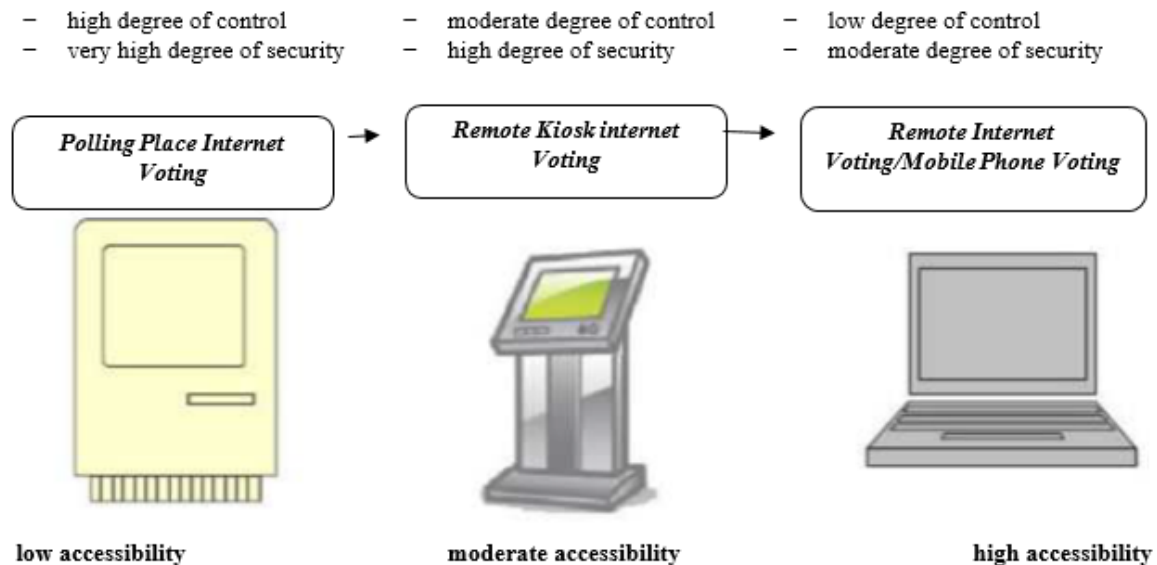 – high degree of control
– very high degree of security
– moderate degree of control
– high degree of security
– low degree of control
– moderate degree of security
Polling Place Internet
Voting
Remote Kiosk internet
Voting
Remote Internet
Voting/Mobile Phone Voting
low accessibility
moderate accessibility
high accessibility